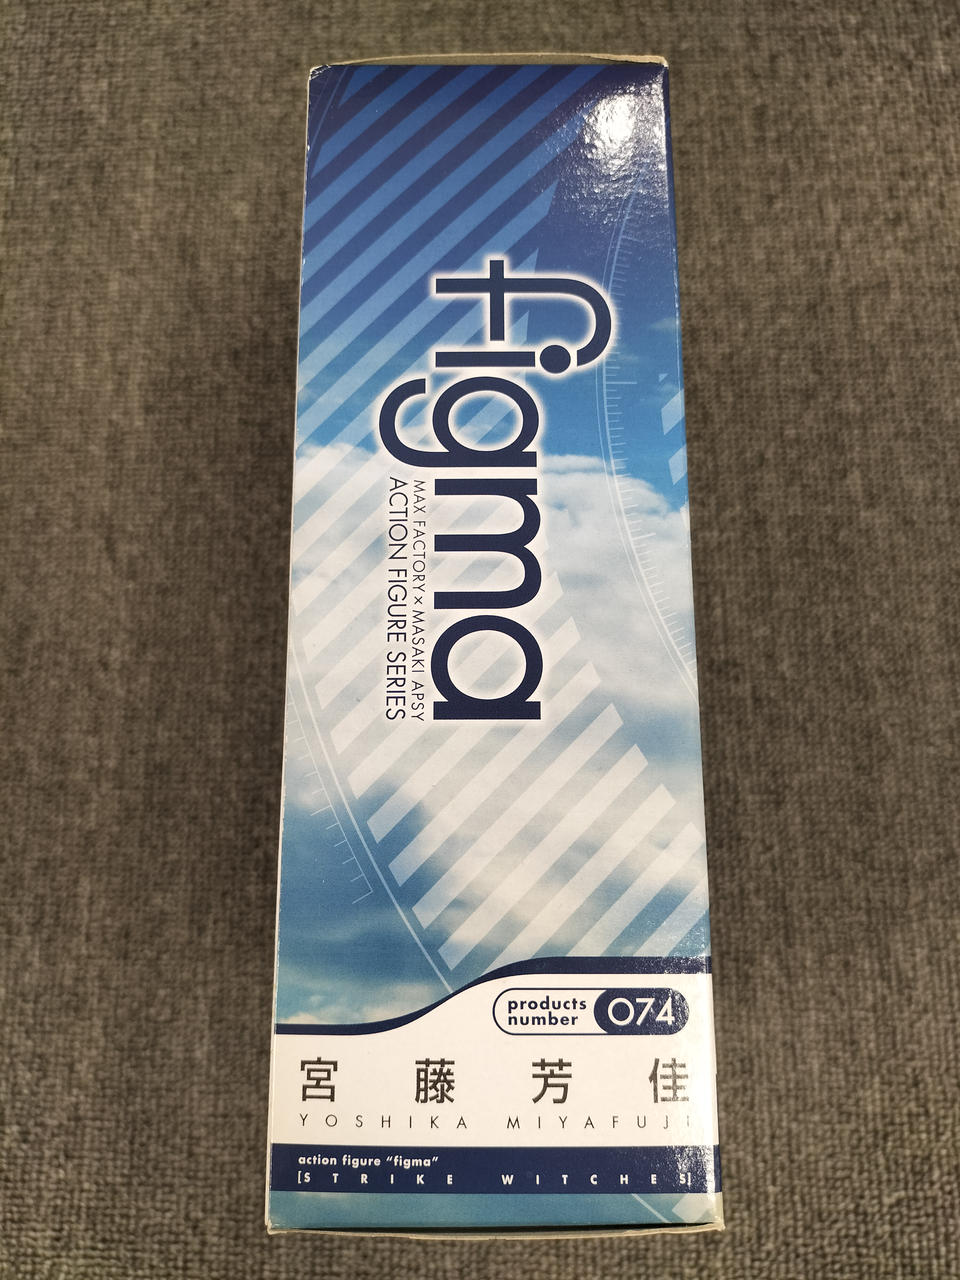 figma
MAX FACTORY×MASAKI APSY
ACTION FIGURE SERIES
products
number
074
宮藤芳佳
YOSHIKA MIYAFUJI
action figure "figma"
[STRIKE WITCHES]